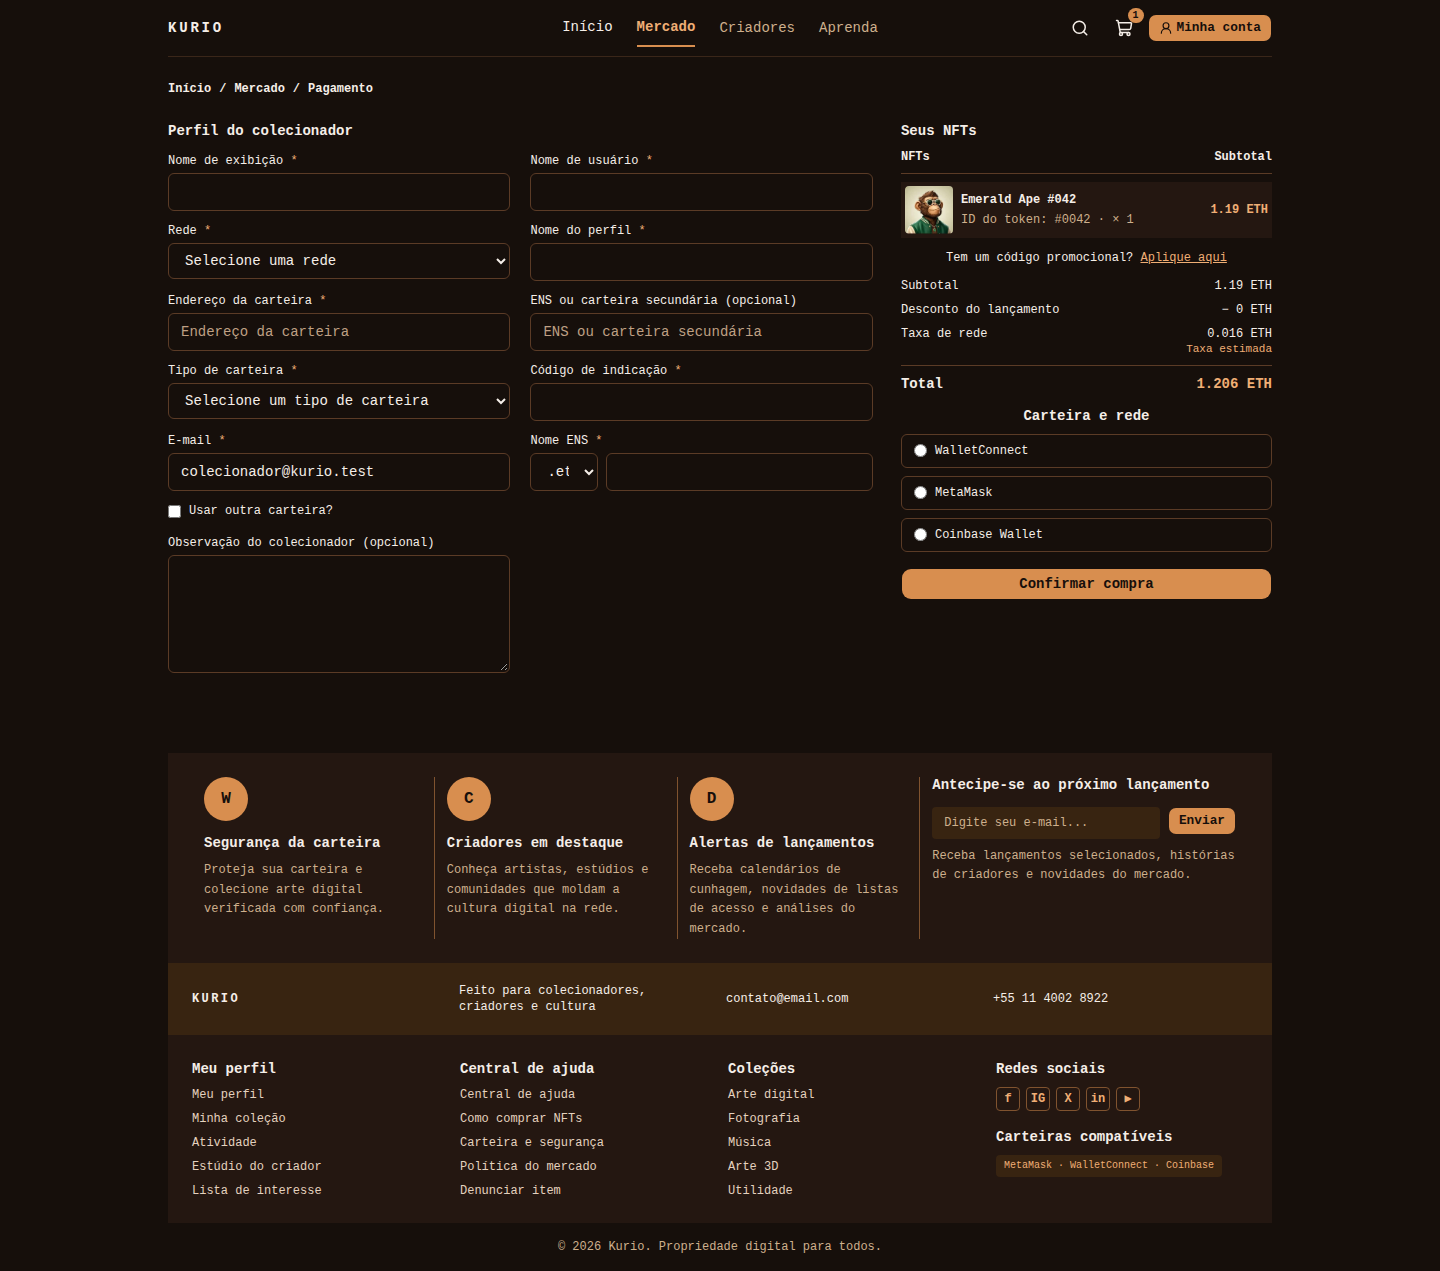 KURIO
Início
Mercado
Criadores
Aprenda
1
Minha conta
Início / Mercado / Pagamento
Perfil do colecionador
Nome de exibição *
Nome de usuário *
Rede *
Selecione uma rede
Nome do perfil *
Endereço da carteira *
Endereço da carteira
ENS ou carteira secundária (opcional)
ENS ou carteira secundária
Tipo de carteira *
Selecione um tipo de carteira
Código de indicação *
E-mail *
colecionador@kurio.test
Nome ENS *
.et
Usar outra carteira?
Observação do colecionador (opcional)
Seus NFTs
NFTs
Subtotal
Emerald Ape #042
ID do token: #0042 · × 1
1.19 ETH
Tem um código promocional? Aplique aqui
Subtotal
1.19 ETH
Desconto do lançamento
− 0 ETH
Taxa de rede
0.016 ETH
Taxa estimada
Total
1.206 ETH
Carteira e rede
WalletConnect
MetaMask
Coinbase Wallet
Confirmar compra
W
Segurança da carteira
Proteja sua carteira e
colecione arte digital
verificada com confiança.
C
Criadores em destaque
Conheça artistas, estúdios e
comunidades que moldam a
cultura digital na rede.
D
Alertas de lançamentos
Receba calendários de
cunhagem, novidades de listas
de acesso e análises do
mercado.
Antecipe-se ao próximo lançamento
Digite seu e-mail...
Enviar
Receba lançamentos selecionados, histórias
de criadores e novidades do mercado.
KURIO
Feito para colecionadores,
criadores e cultura
contato@email.com
+55 11 4002 8922
Meu perfil
Meu perfil
Minha coleção
Atividade
Estúdio do criador
Lista de interesse
Central de ajuda
Central de ajuda
Como comprar NFTs
Carteira e segurança
Política do mercado
Denunciar item
Coleções
Arte digital
Fotografia
Música
Arte 3D
Utilidade
Redes sociais
f
IG
X
in
▶
Carteiras compatíveis
MetaMask · WalletConnect · Coinbase
© 2026 Kurio. Propriedade digital para todos.